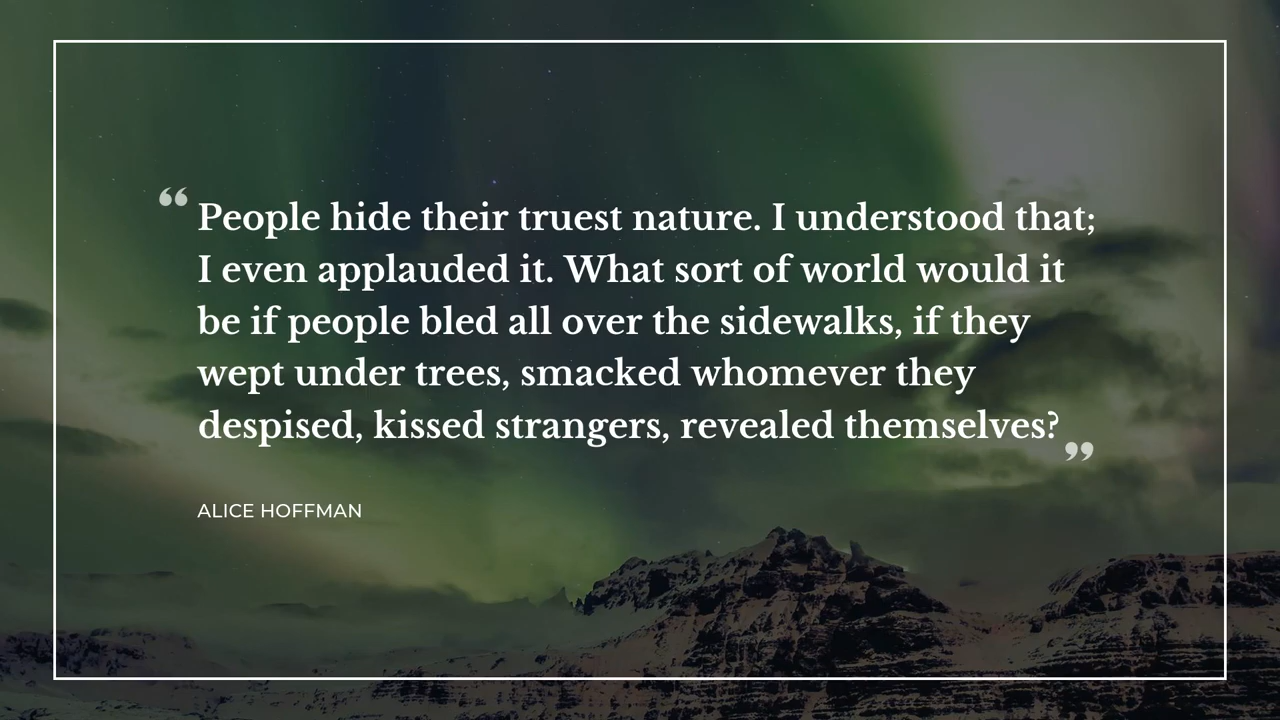 “People hide their truest nature. I understood that;
I even applauded it. What sort of world would it
be if people bled all over the sidewalks, if they
wept under trees, smacked whomever they
despised, kissed strangers, revealed themselves?”
ALICE HOFFMAN